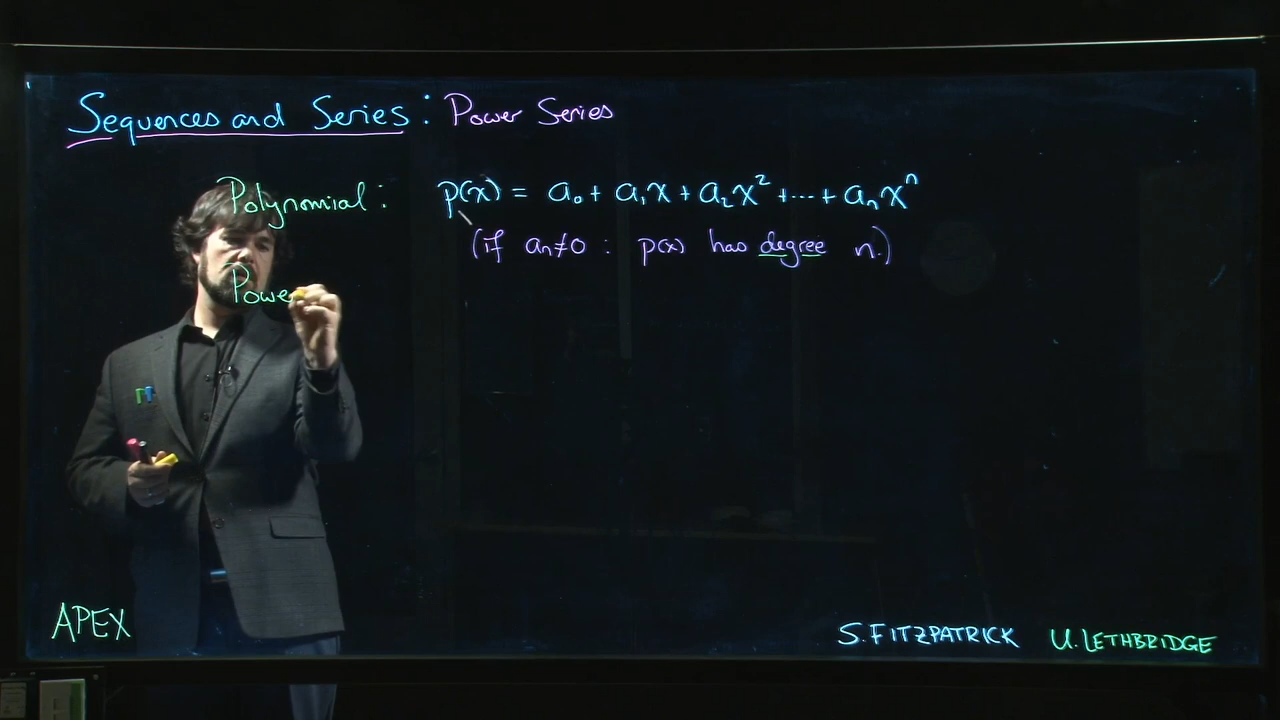 Sequences and Series: Power Series
Polynomial: p(x) = a₀ + a₁x + a₂x² + ⋯ + aₙxⁿ
(if aₙ≠0 : p(x) has degree n.)
Powe
APEX
S. FITZPATRICK U. LETHBRIDGE